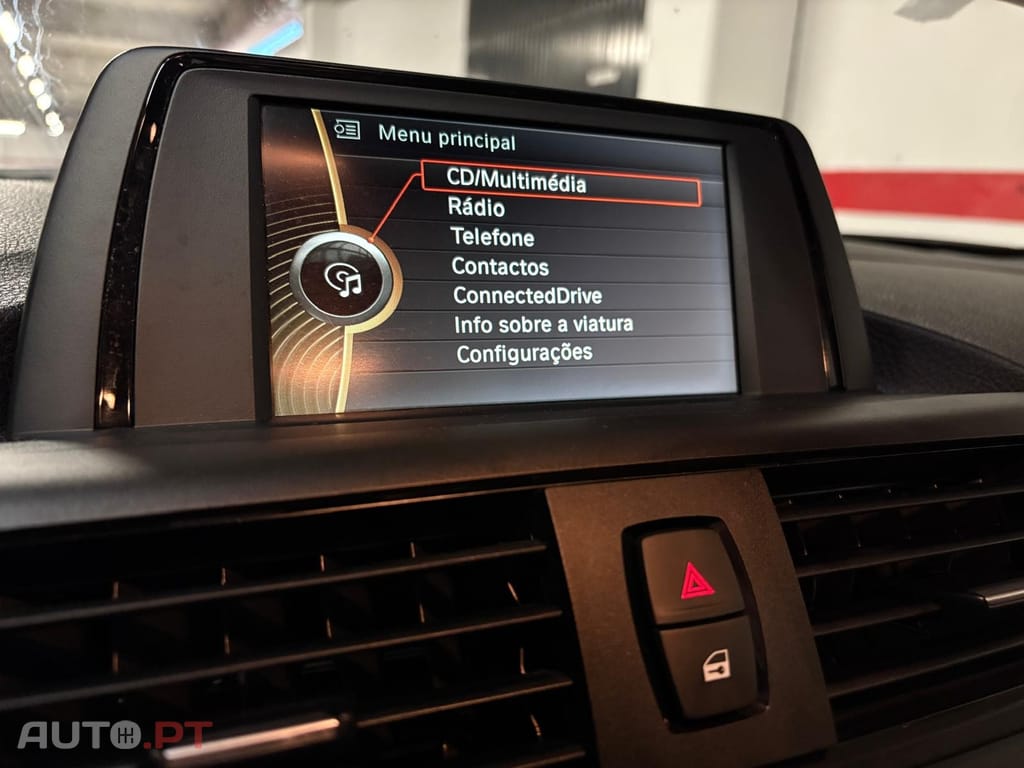 Menu principal
CD/Multimédia
Rádio
Telefone
Contactos
ConnectedDrive
Info sobre a viatura
Configurações
AUTO.PT